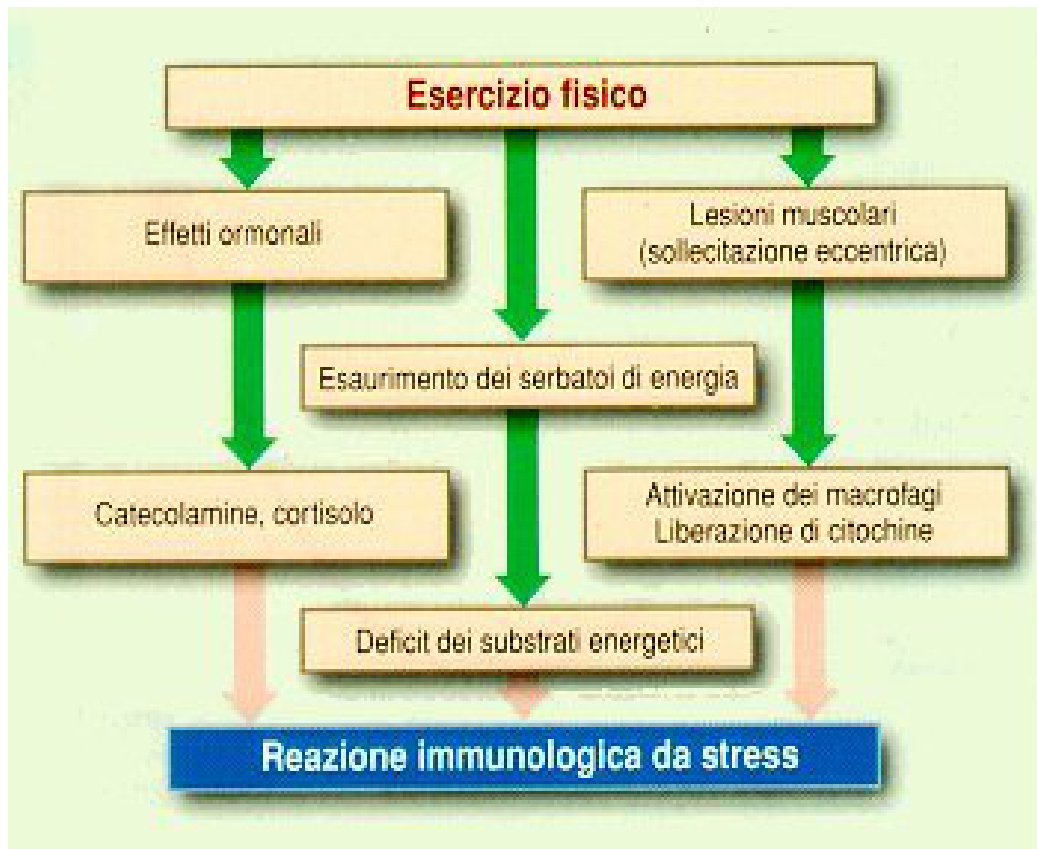 Esercizio fisico
Effetti ormonali
Lesioni muscolari
(sollecitazione eccentrica)
Esaurimento dei serbatoi di energia
Catecolamine, cortisolo
Attivazione dei macrofagi
Liberazione di citochine
Deficit dei substrati energetici
Reazione immunologica da stress